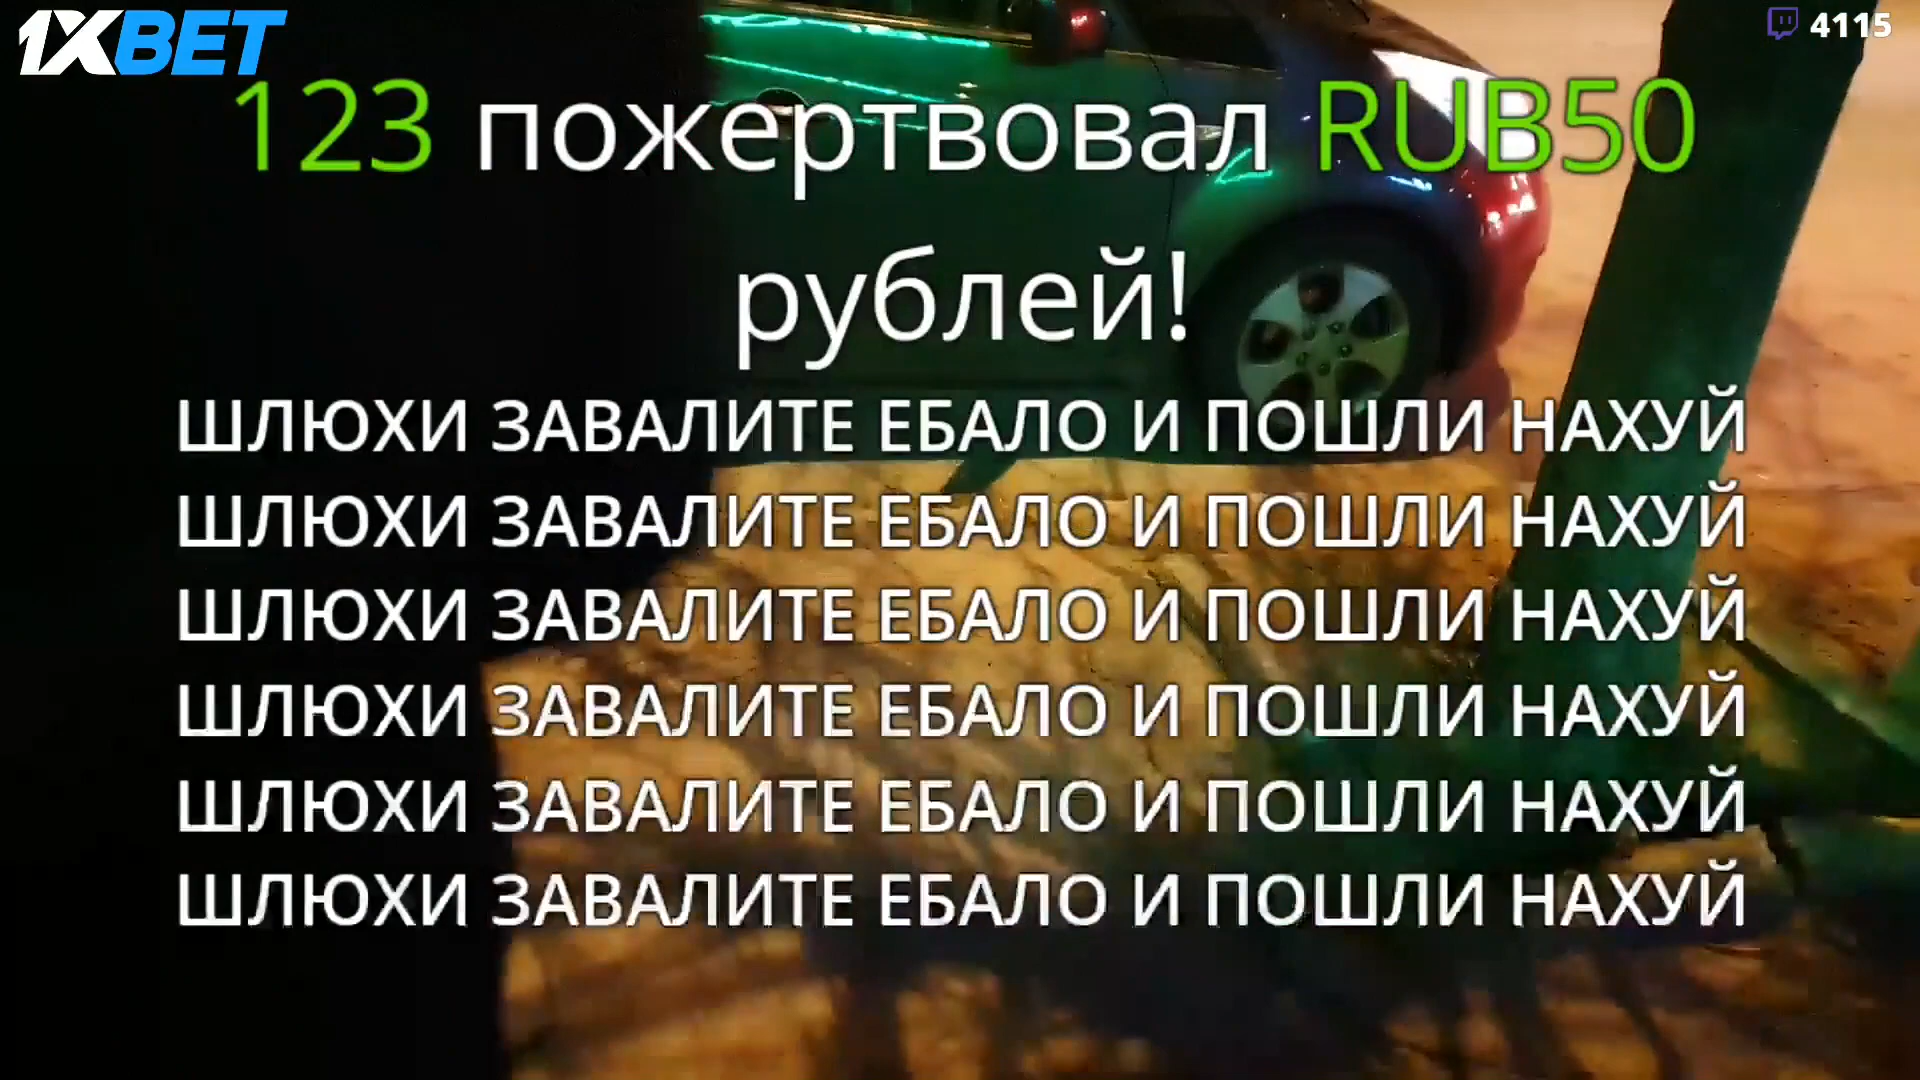 1XBET
4115
123 пожертвовал RUB50
рублей!
ШЛЮХИ ЗАВАЛИТЕ ЕБАЛО И ПОШЛИ НАХУЙ
ШЛЮХИ ЗАВАЛИТЕ ЕБАЛО И ПОШЛИ НАХУЙ
ШЛЮХИ ЗАВАЛИТЕ ЕБАЛО И ПОШЛИ НАХУЙ
ШЛЮХИ ЗАВАЛИТЕ ЕБАЛО И ПОШЛИ НАХУЙ
ШЛЮХИ ЗАВАЛИТЕ ЕБАЛО И ПОШЛИ НАХУЙ
ШЛЮХИ ЗАВАЛИТЕ ЕБАЛО И ПОШЛИ НАХУЙ